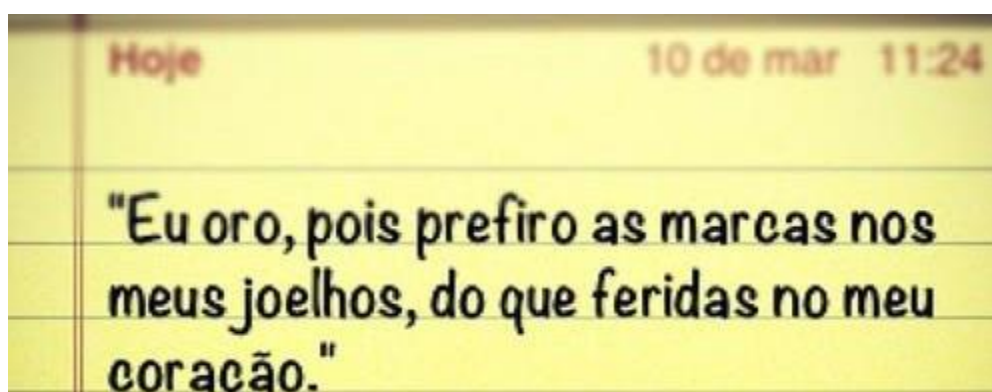 Hoje 10 de mar 11:24
"Eu oro, pois prefiro as marcas nos
meus joelhos, do que feridas no meu
coração."